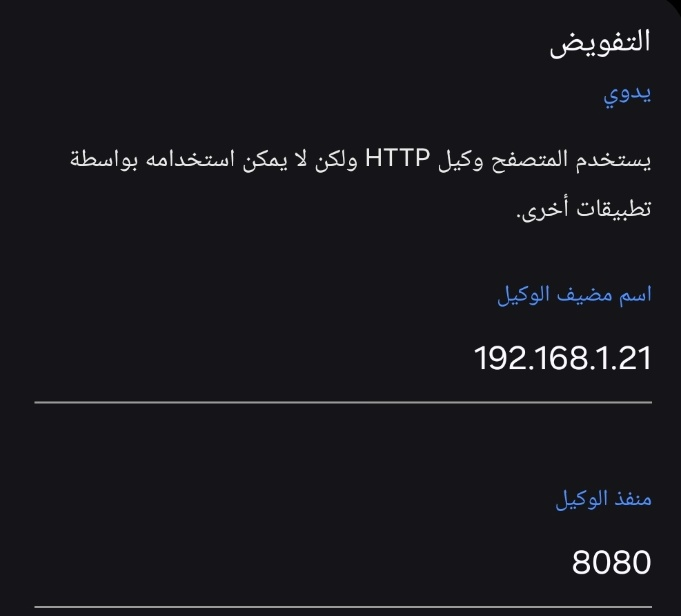 التفويض
يدوي
يستخدم المتصفح وكيل HTTP ولكن لا يمكن استخدامه بواسطة
تطبيقات أخرى.
اسم مضيف الوكيل
192.168.1.21
منفذ الوكيل
8080